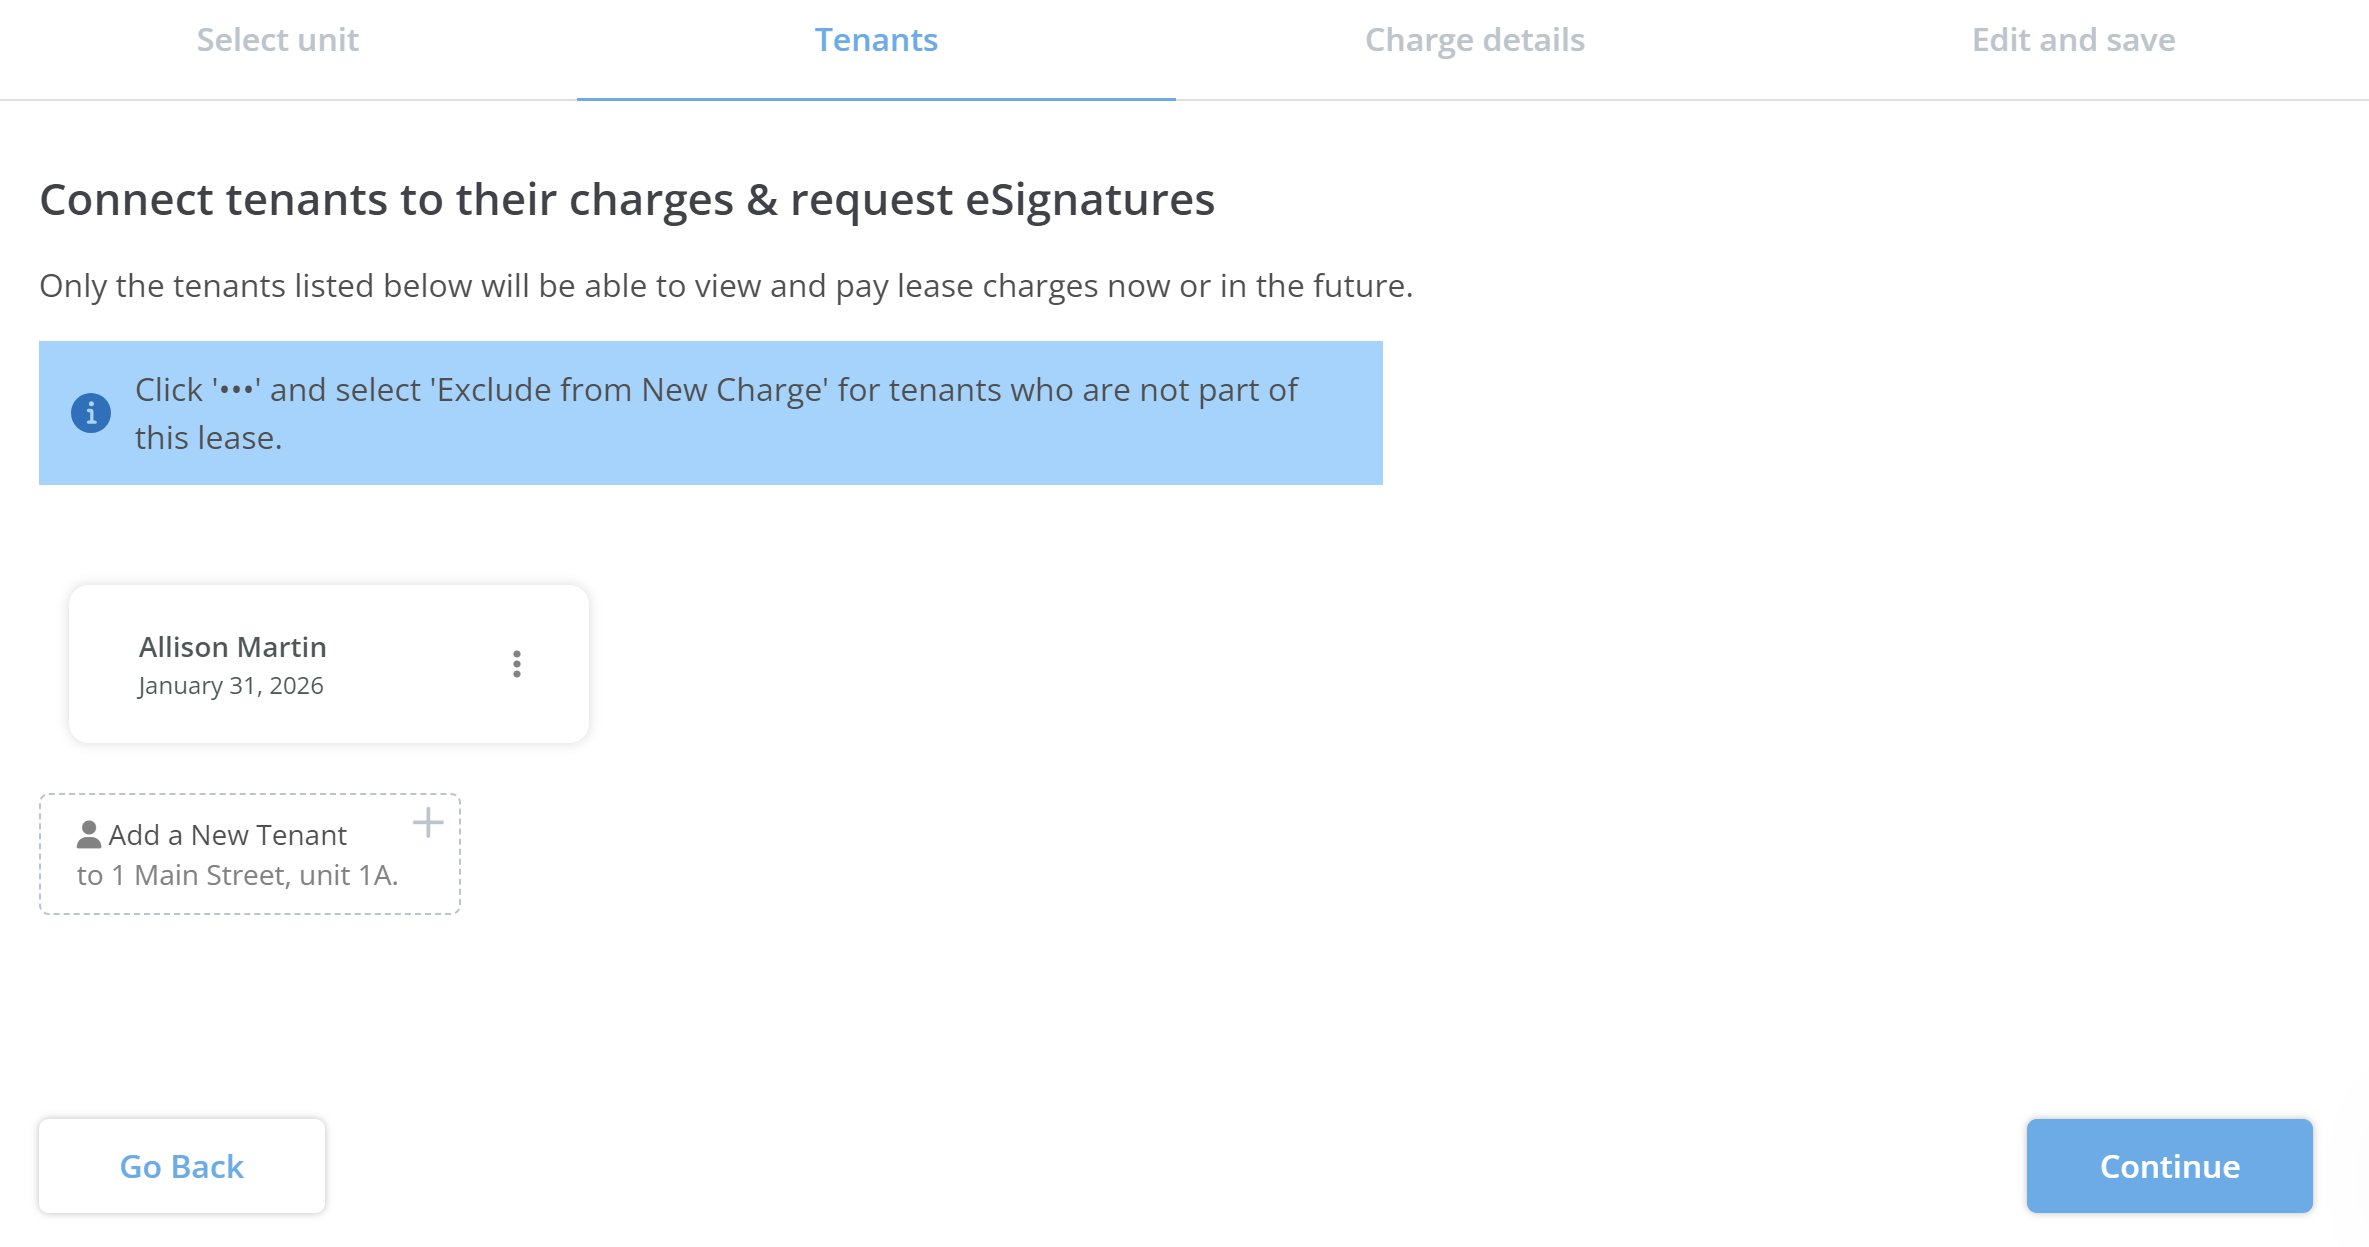 Select unit
Tenants
Charge details
Edit and save
Connect tenants to their charges & request eSignatures
Only the tenants listed below will be able to view and pay lease charges now or in the future.
Click '•••' and select 'Exclude from New Charge' for tenants who are not part of
this lease.
Allison Martin
January 31, 2026
Add a New Tenant
to 1 Main Street, unit 1A.
Go Back
Continue